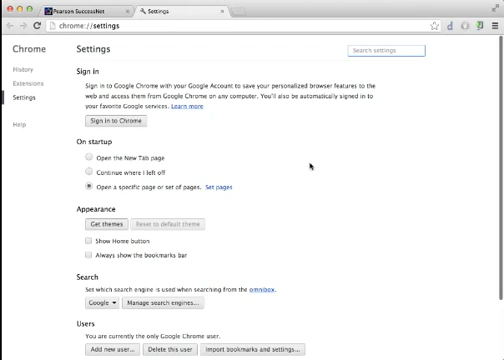 Pearson SuccessNet
Settings
chrome://settings
Chrome
Settings
Search settings
History
Extensions
Settings
Help
Sign in
Sign in to Google Chrome with your Google Account to save your personalized browser features to the
web and access them from Google Chrome on any computer. You'll also be automatically signed in to
your favorite Google services. Learn more
Sign in to Chrome
On startup
Open the New Tab page
Continue where I left off
Open a specific page or set of pages. Set pages
Appearance
Get themes Reset to default theme
Show Home button
Always show the bookmarks bar
Search
Set which search engine is used when searching from the omnibox.
Google Manage search engines...
Users
You are currently the only Google Chrome user.
Add new user... Delete this user Import bookmarks and settings...